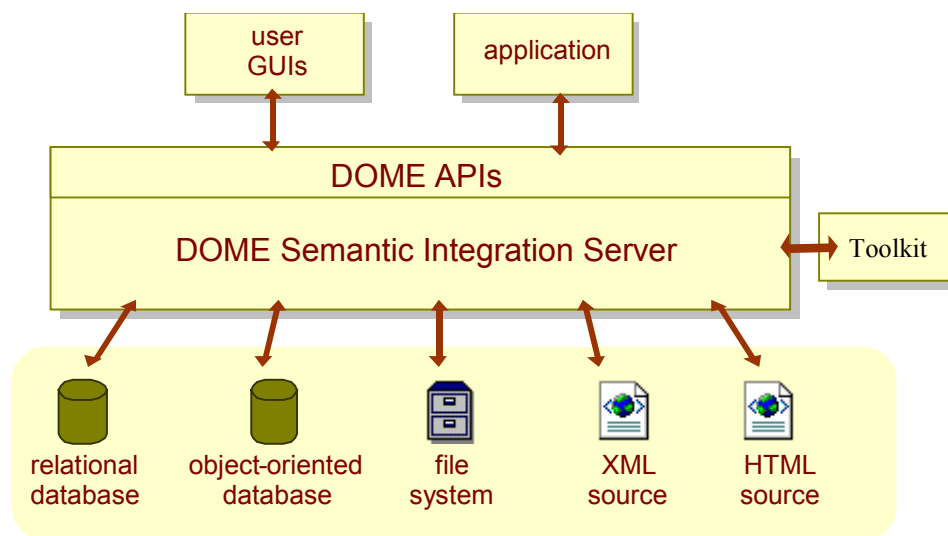 user
GUIs
application
DOME APIs
DOME Semantic Integration Server
Toolkit
relational
database
object-oriented
database
file
system
XML
source
HTML
source